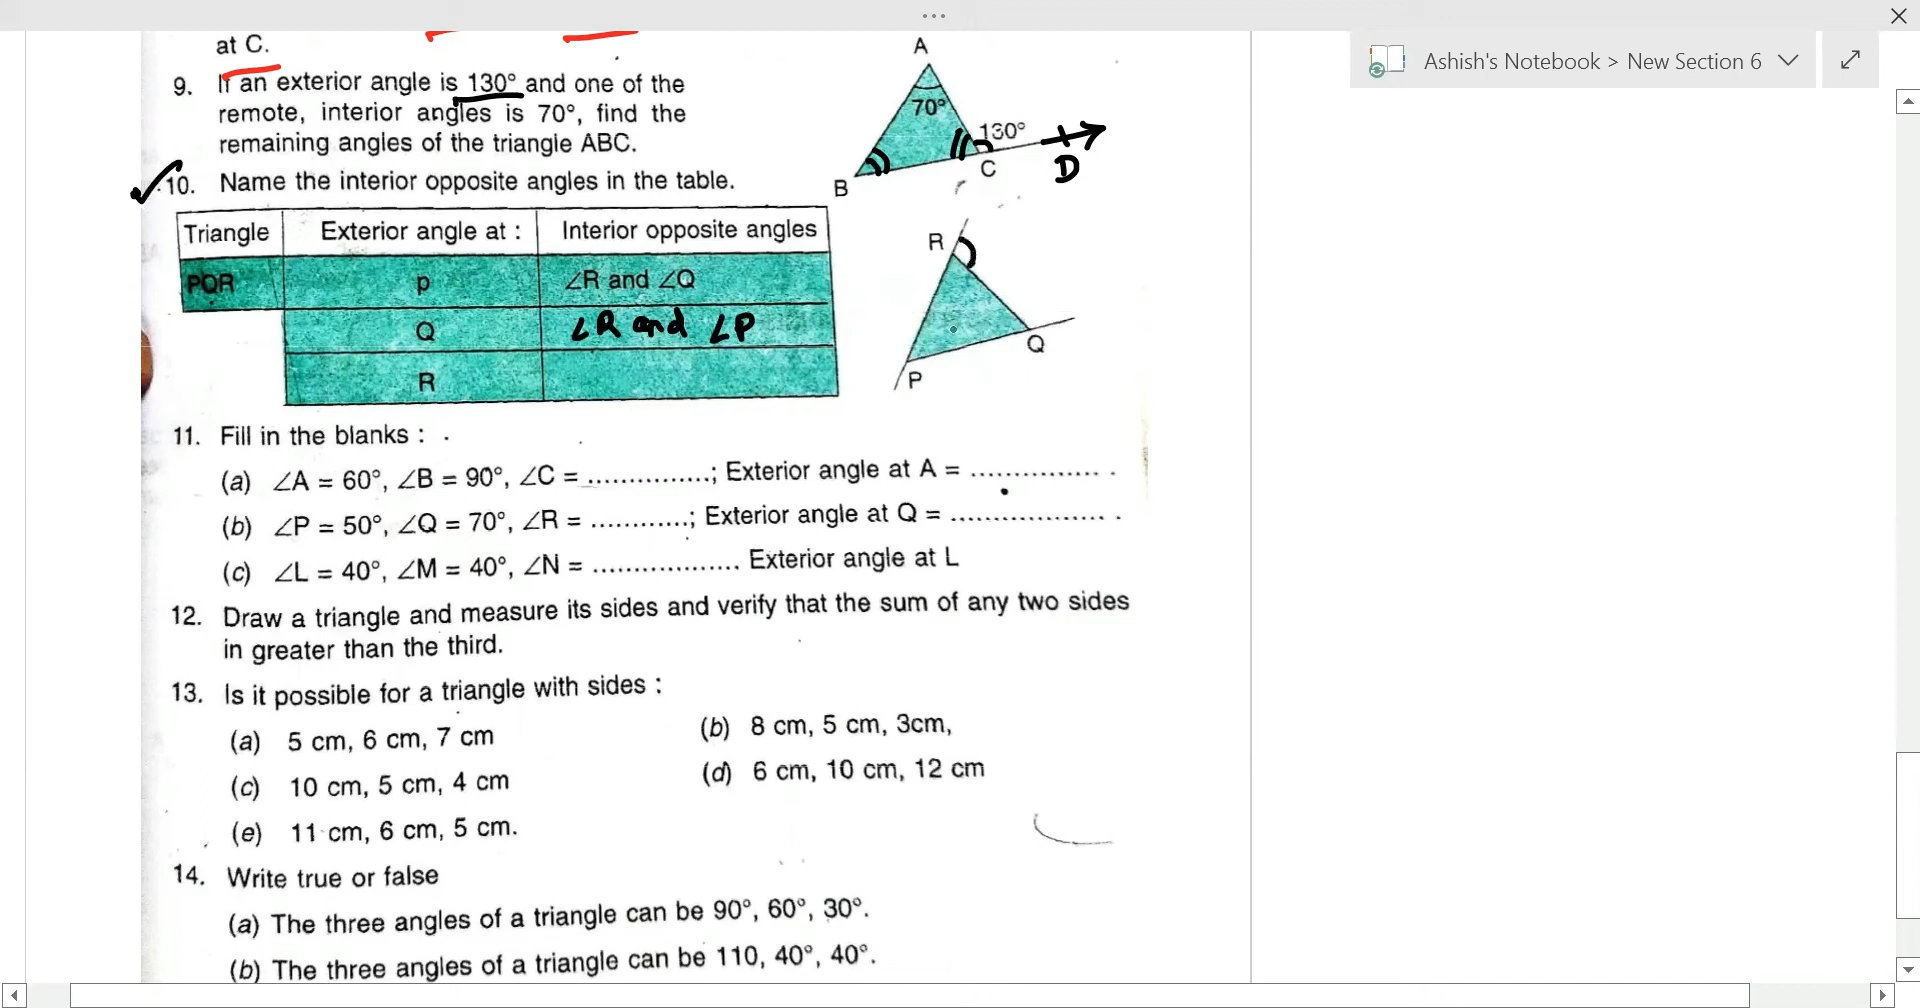 Ashish's Notebook > New Section 6
at C.
9. If an exterior angle is 130° and one of the
remote, interior angles is 70°, find the
remaining angles of the triangle ABC.
A
70°
130°
B
C
D
10. Name the interior opposite angles in the table.
Triangle Exterior angle at : Interior opposite angles
PQR p ∠R and ∠Q
Q ∠R and ∠P
R
R
Q
P
11. Fill in the blanks :
(a) ∠A = 60°, ∠B = 90°, ∠C = ...............; Exterior angle at A = ................ .
(b) ∠P = 50°, ∠Q = 70°, ∠R = ............; Exterior angle at Q = ................... .
(c) ∠L = 40°, ∠M = 40°, ∠N = .................. Exterior angle at L
12. Draw a triangle and measure its sides and verify that the sum of any two sides
in greater than the third.
13. Is it possible for a triangle with sides :
(a) 5 cm, 6 cm, 7 cm (b) 8 cm, 5 cm, 3cm,
(c) 10 cm, 5 cm, 4 cm (d) 6 cm, 10 cm, 12 cm
(e) 11 cm, 6 cm, 5 cm.
14. Write true or false
(a) The three angles of a triangle can be 90°, 60°, 30°.
(b) The three angles of a triangle can be 110, 40°, 40°.